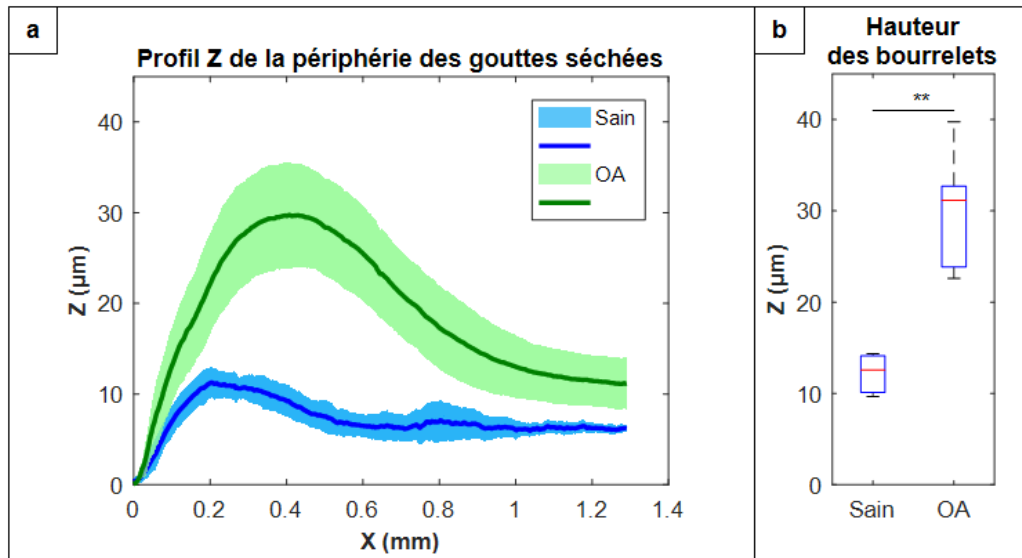 a
Profil Z de la périphérie des gouttes séchées
Sain
OA
40
30
20
10
0
Z (µm)
0
0.2
0.4
0.6
0.8
1
1.2
1.4
X (mm)
b
Hauteur
des bourrelets
**
40
30
20
10
0
Z (µm)
Sain
OA